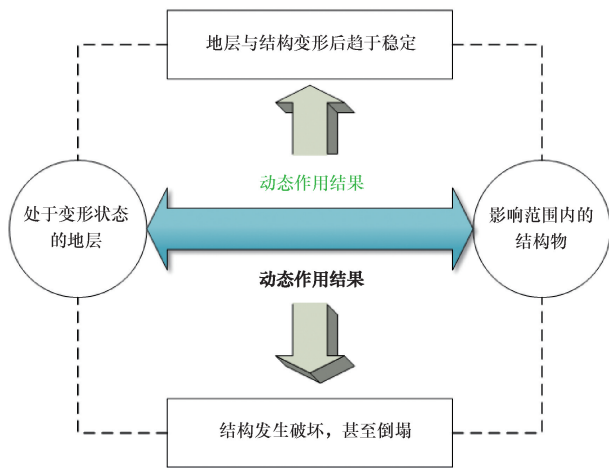 地层与结构变形后趋于稳定
动态作用结果
处于变形状态
的地层
影响范围内的
结构物
动态作用结果
结构发生破坏，甚至倒塌